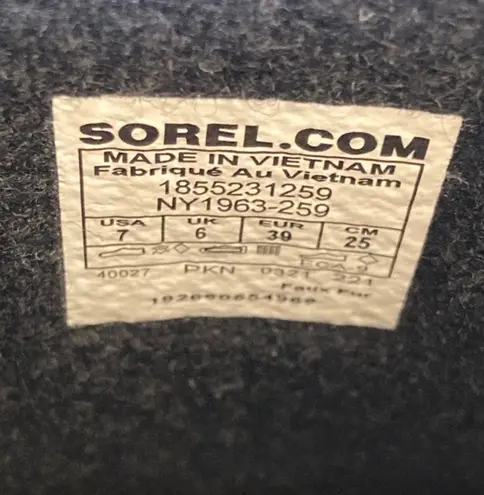 SOREL.COM
MADE IN VIETNAM
Fabriqué Au Vietnam
1855231259
NY1963-259
USA UK EUR CM
7 6 39 25
40027 PKN 0321
Faux Fur